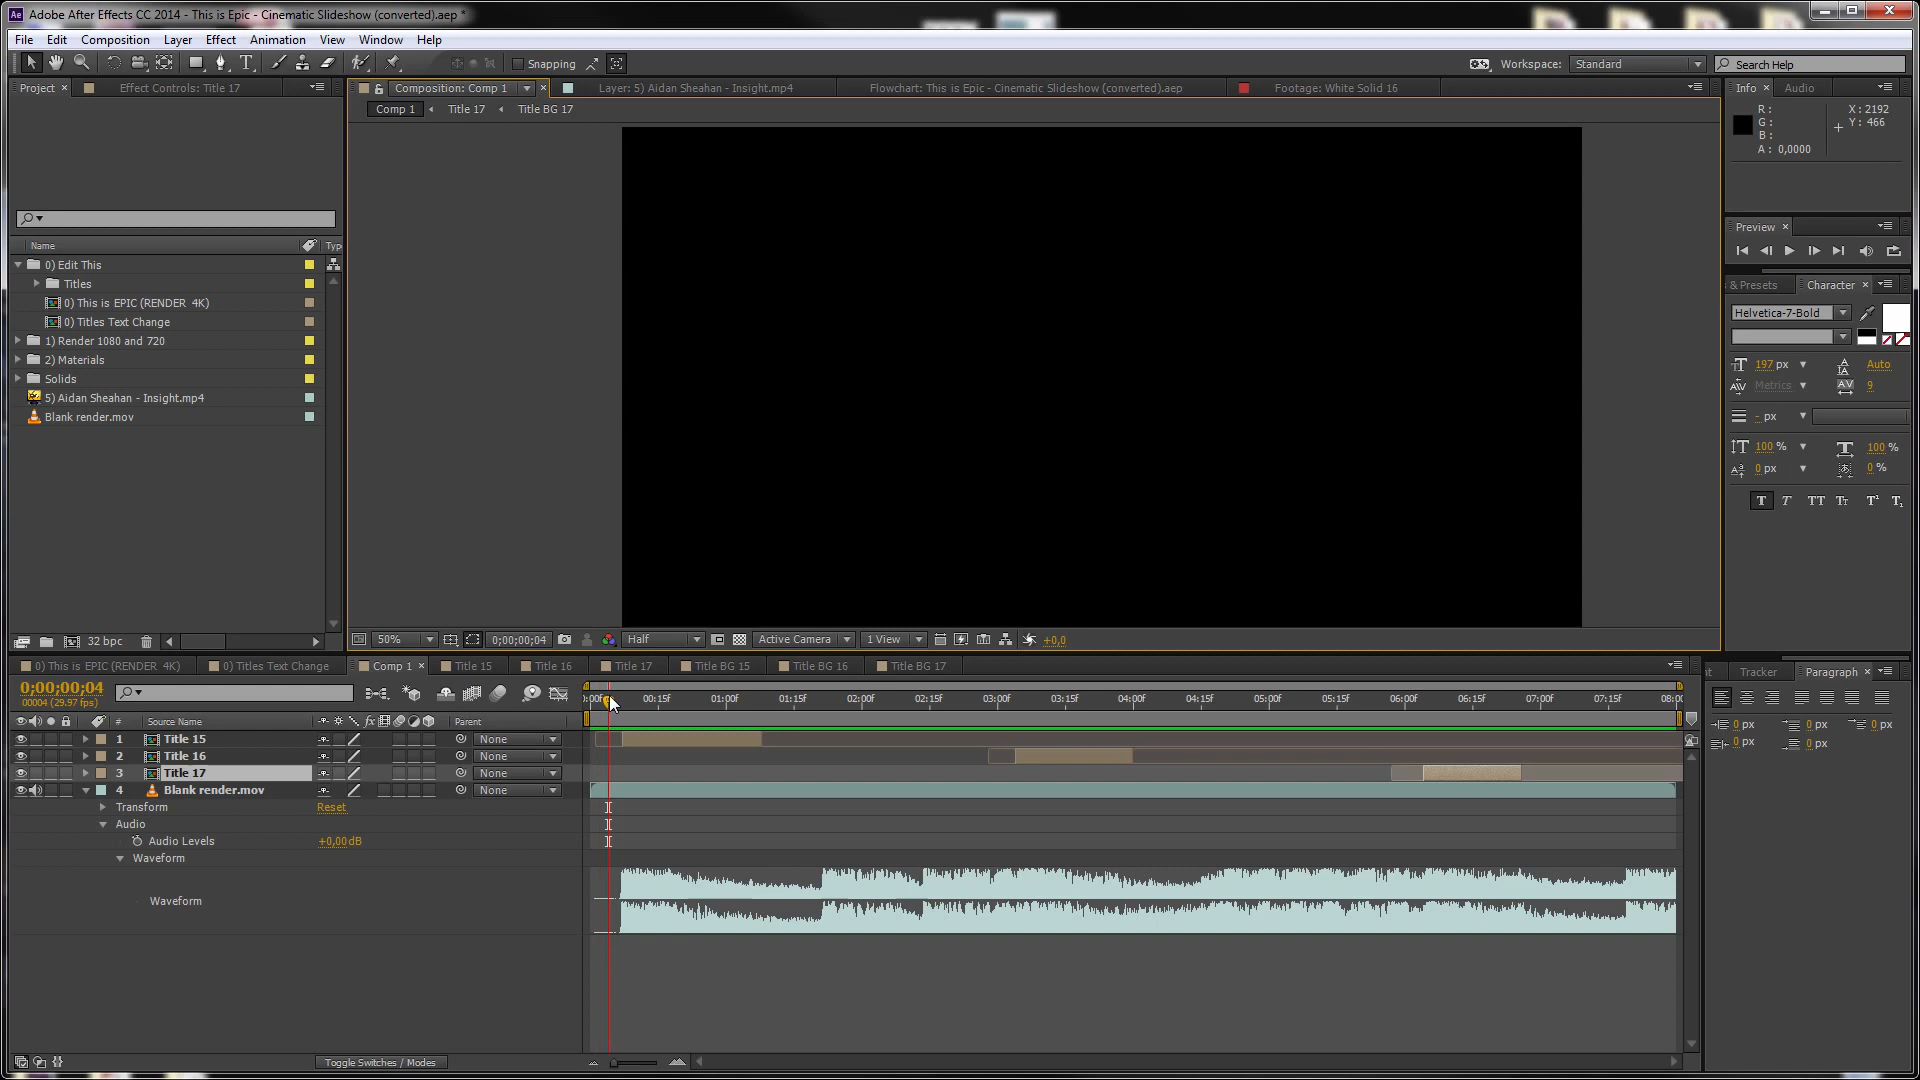 Adobe After Effects CC 2014 - This is Epic - Cinematic Slideshow (converted).aep *
File Edit Composition Layer Effect Animation View Window Help
Snapping Workspace: Standard Search Help
Project Effect Controls: Title 17 Composition: Comp 1 Layer: 5) Aidan Sheahan - Insight.mp4 Flowchart: This is Epic - Cinematic Slideshow (converted).aep Footage: White Solid 16 Info Audio
Comp 1 Title 17 Title BG 17
R: X: 2192
G: Y: 466
B:
A: 0,0000
Preview
Name Typ
0) Edit This
Titles
0) This is EPIC (RENDER 4K)
0) Titles Text Change
1) Render 1080 and 720
2) Materials
Solids
5) Aidan Sheahan - Insight.mp4
Blank render.mov
s & Presets Character
Helvetica-7-Bold
197 px Auto
Metrics 9
- px
100 % 100 %
0 px 0 %
T T TT Tt T¹ T₁
32 bpc 50% 0;00;00;04 Half Active Camera 1 View +0,0
0) This is EPIC (RENDER 4K) 0) Titles Text Change Comp 1 Title 15 Title 16 Title 17 Title BG 15 Title BG 16 Title BG 17
Tracker Paragraph
0;00;00;04
00004 (29.97 fps)
:00f 00:15f 01:00f 01:15f 02:00f 02:15f 03:00f 03:15f 04:00f 04:15f 05:00f 05:15f 06:00f 06:15f 07:00f 07:15f 08:00
# Source Name fx Parent
1 Title 15 None
2 Title 16 None
3 Title 17 None
4 Blank render.mov None
Transform Reset
Audio
Audio Levels +0,00dB
Waveform
Waveform
0 px 0 px 0 px
0 px 0 px
Toggle Switches / Modes